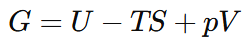 G = U − TS + pV